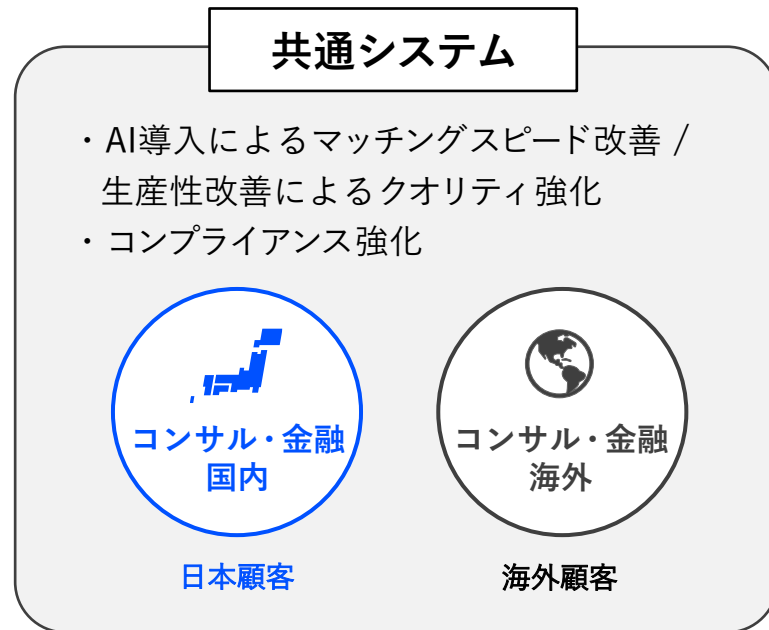 共通システム
・AI導入によるマッチングスピード改善 /
生産性改善によるクオリティ強化
・コンプライアンス強化
コンサル・金融
国内
コンサル・金融
海外
日本顧客
海外顧客